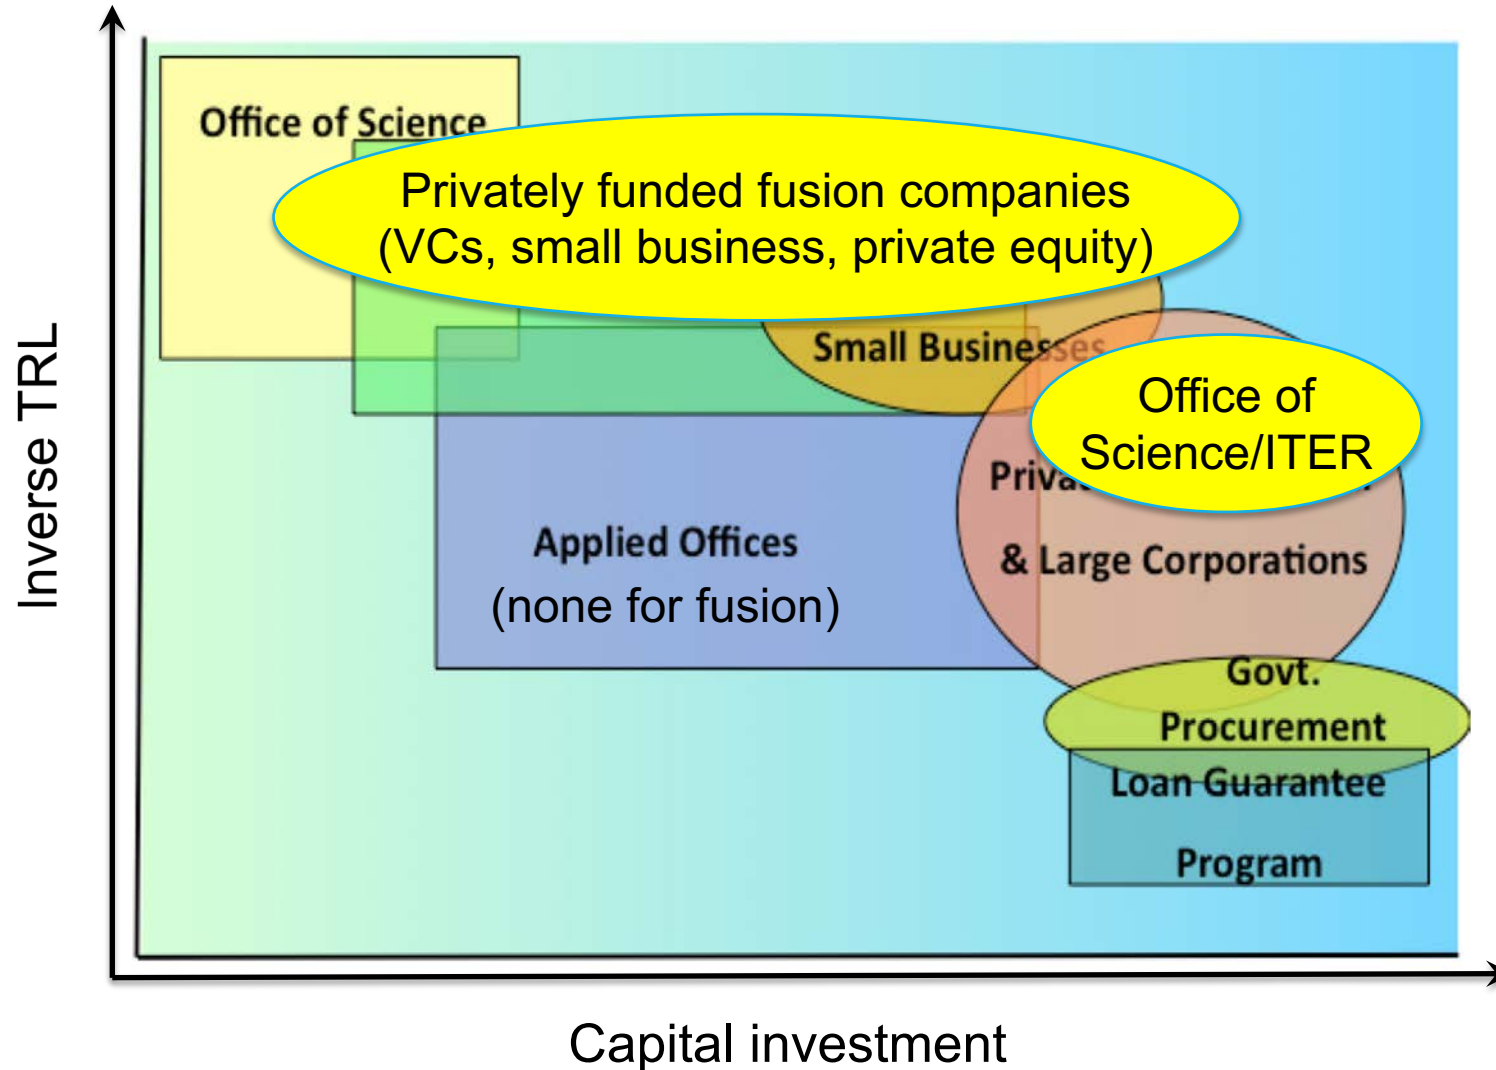 Office of Science
Privately funded fusion companies
(VCs, small business, private equity)
Small Businesses
Office of
Science/ITER
& Large Corporations
Applied Offices
(none for fusion)
Govt.
Procurement
Loan Guarantee
Program
Inverse TRL
Capital investment